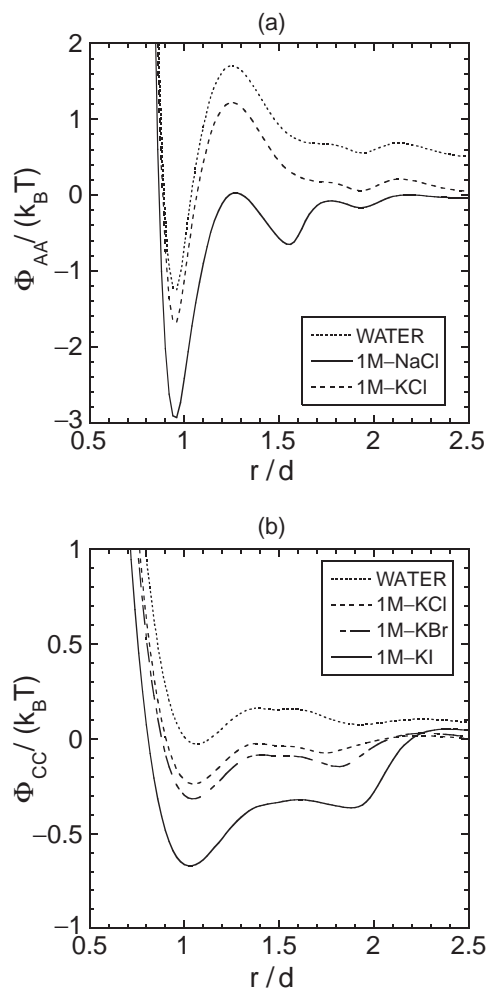 (a)
2
1
0
−1
−2
−3
Φ_AA / (k_BT)
WATER
1M−NaCl
1M−KCl
0.5 1 1.5 2 2.5
r / d
(b)
1
0.5
0
−0.5
−1
Φ_CC / (k_BT)
WATER
1M−KCl
1M−KBr
1M−KI
0.5 1 1.5 2 2.5
r / d